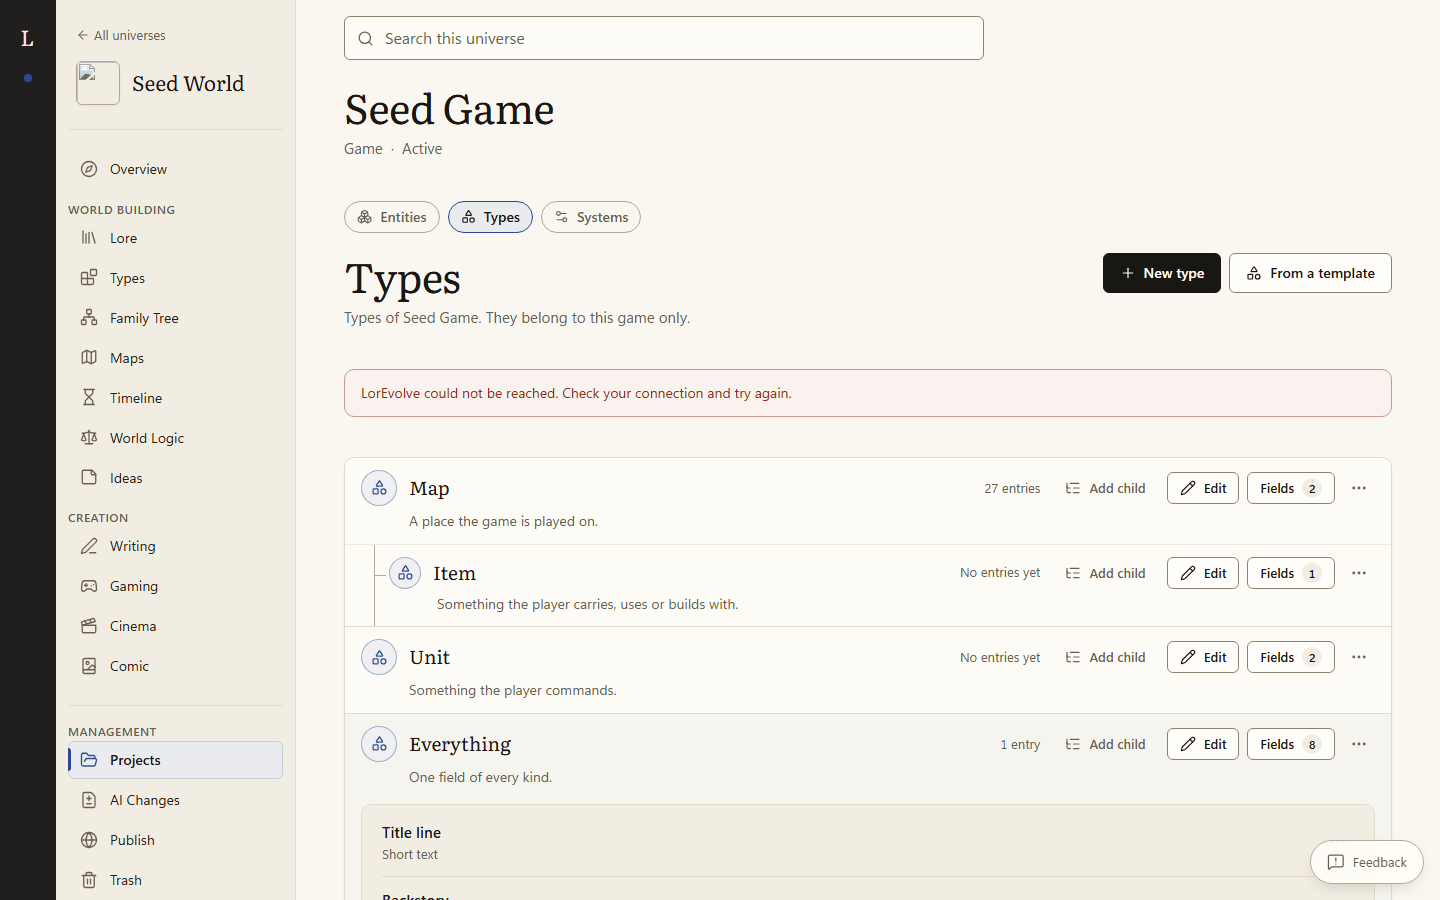 L
All universes
Seed World
Overview
WORLD BUILDING
Lore
Types
Family Tree
Maps
Timeline
World Logic
Ideas
CREATION
Writing
Gaming
Cinema
Comic
MANAGEMENT
Projects
AI Changes
Publish
Trash
Search this universe
Seed Game
Game · Active
Entities
Types
Systems
Types
New type
From a template
Types of Seed Game. They belong to this game only.
LorEvolve could not be reached. Check your connection and try again.
Map
27 entries
Add child
Edit
Fields 2
A place the game is played on.
Item
No entries yet
Add child
Edit
Fields 1
Something the player carries, uses or builds with.
Unit
No entries yet
Add child
Edit
Fields 2
Something the player commands.
Everything
1 entry
Add child
Edit
Fields 8
One field of every kind.
Title line
Short text
Backstory
Feedback